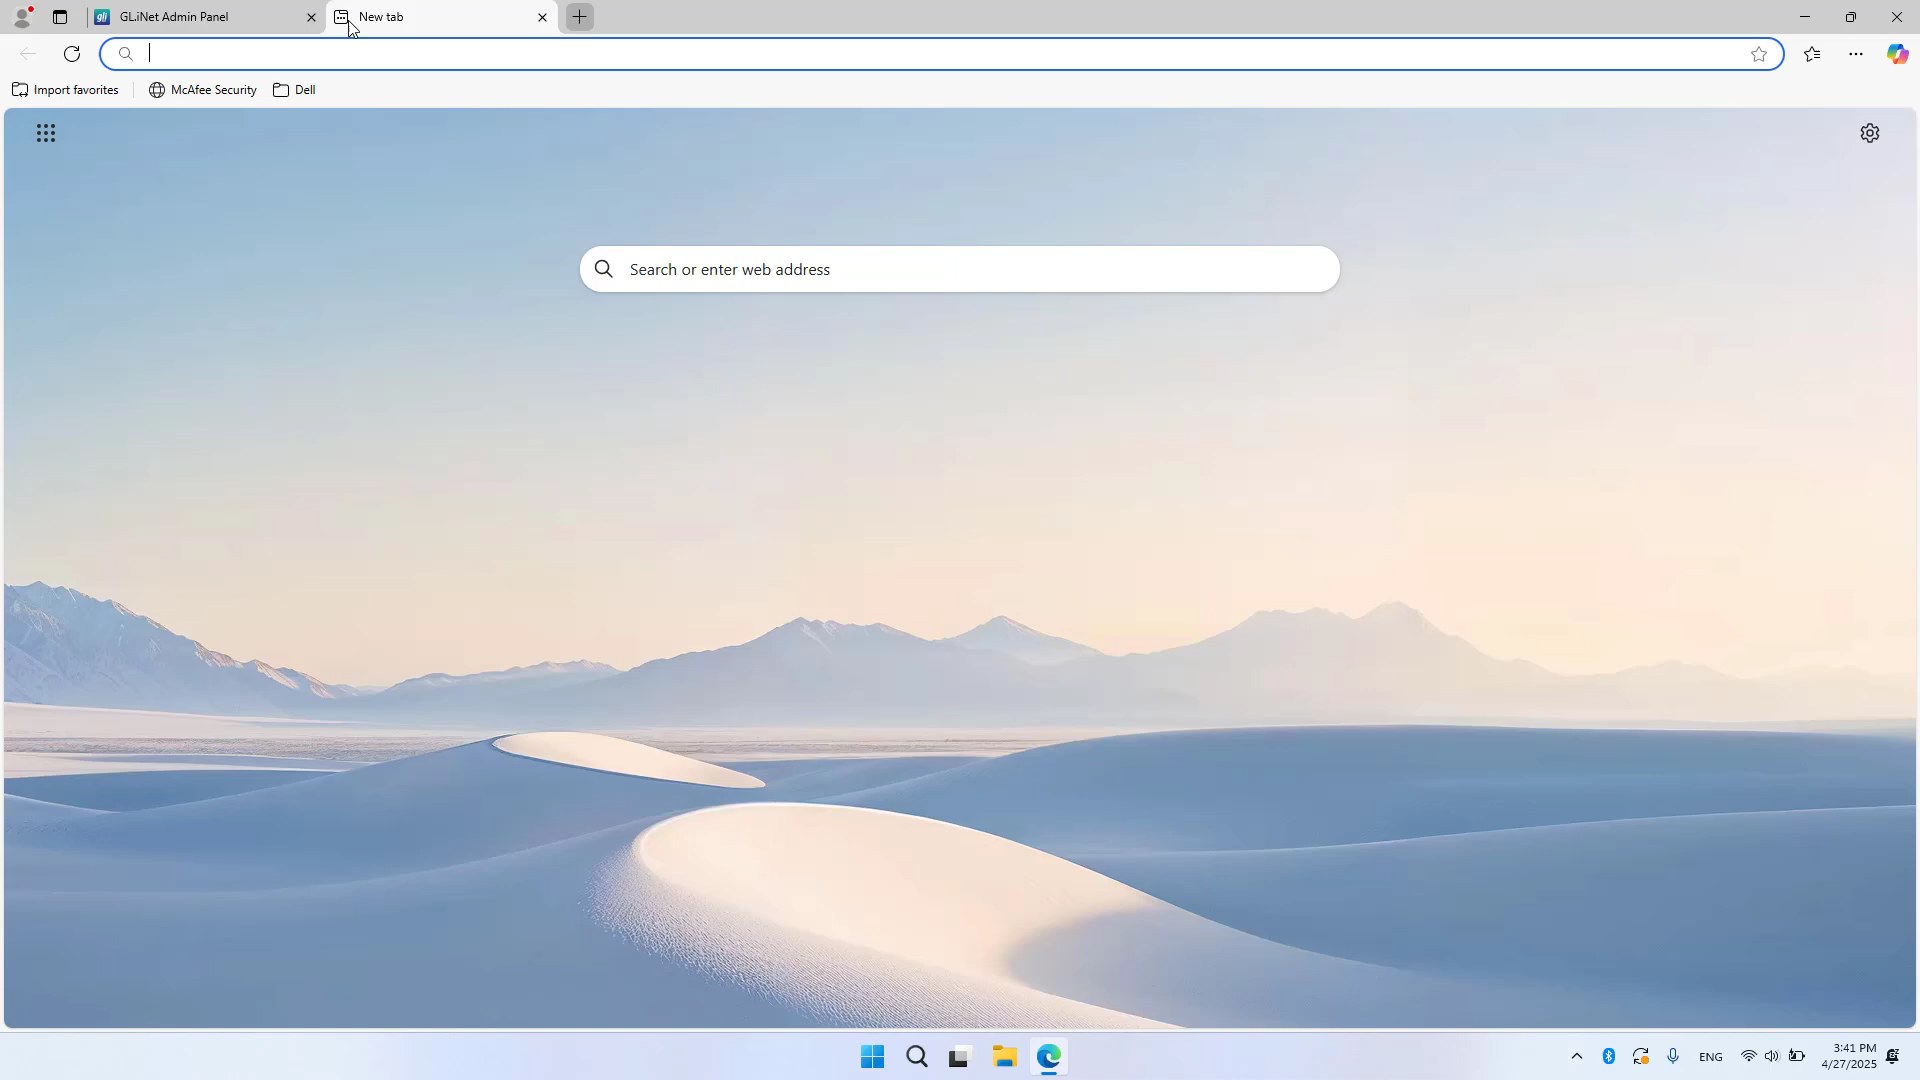 GL.iNet Admin Panel
New tab
Import favorites
McAfee Security
Dell
Search or enter web address
ENG
3:41 PM
4/27/2025